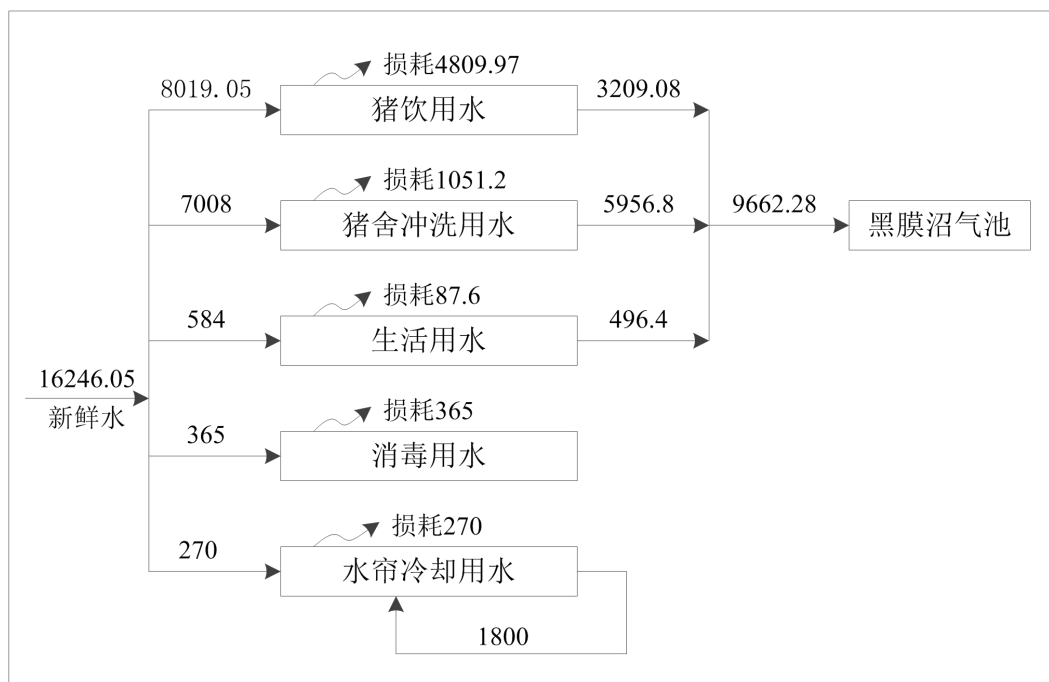 损耗4809.97
8019.05
猪饮用水
3209.08
损耗1051.2
7008
猪舍冲洗用水
5956.8
9662.28
黑膜沼气池
损耗87.6
584
生活用水
496.4
16246.05
新鲜水
损耗365
365
消毒用水
损耗270
270
水帘冷却用水
1800